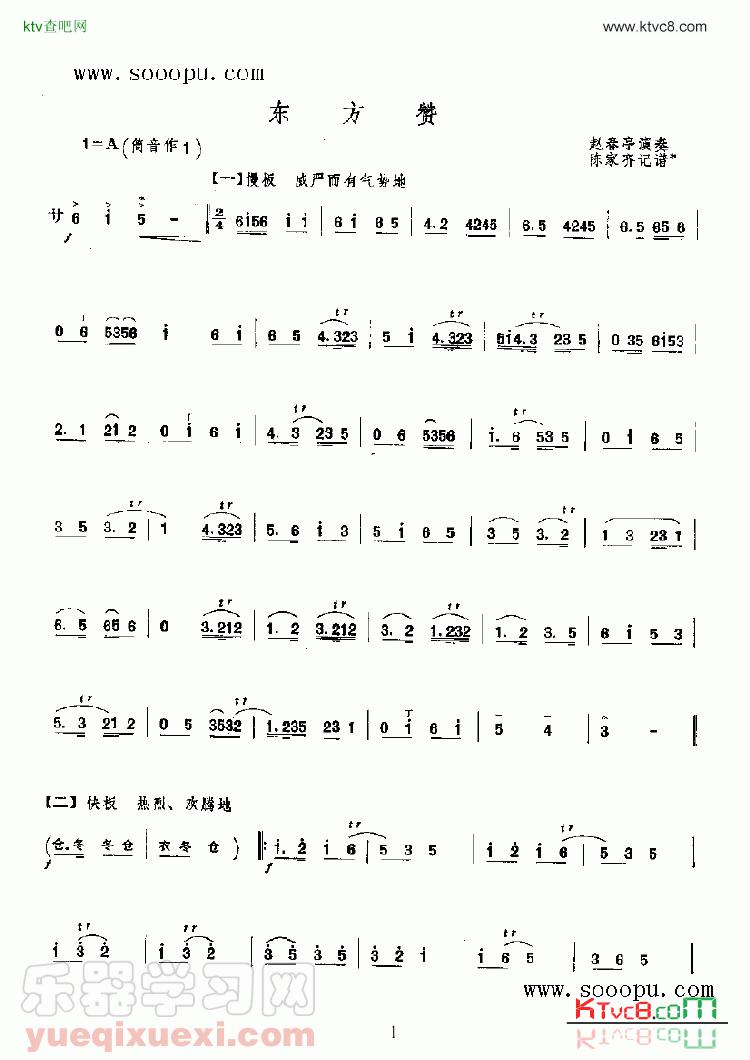 ktv查吧网 www.ktvc8.com
www.sooopu.com
东 方 赞
1=A(筒音作1)
赵春亭演奏
陈家齐记谱*
【一】慢板 威严而有气势地
サ 6 i 5 - 2/4 6i56 i i | 6 i 6 5 | 4.2 4245 | 6.5 4245 | 6.5 656 |
0 6 5356 | i 6 i | 6 5 4.323 | 5 i 4.323 | 6i4.3 23 5 | 0 35 6i53 |
2. 1 21 2 | 0 i 6 i | 4. 3 23 5 | 0 6 5356 | i. 6 53 5 | 0 i 6 5 |
3 5 3. 2 | 1 4.323 | 5. 6 i 3 | 5 i 6 5 | 3 5 3. 2 | 1 3 23 1 |
6. 5 65 6 | 0 3.212 | 1. 2 3.212 | 3. 2 1.232 | 1. 2 3. 5 | 6 i 5 3 |
5. 3 21 2 | 0 5 3532 | 1.235 23 1 | 0 i 6 i | 5 4 | 3 - ‖
【二】快板 热烈、欢腾地
(仓.冬 冬 仓 | 衣冬 仓 ) ‖: i. 2 i 6 | 5 3 5 | i 2 i 6 | 5 3 5 |
f f
i 3 2 | i 3 2 | 3 5 3 5 | 3 2 i | i 6 5 | 3 6 5 |
乐器学习网
yueqixuexi.com
1
www.sooopu.com
KTvc8.com